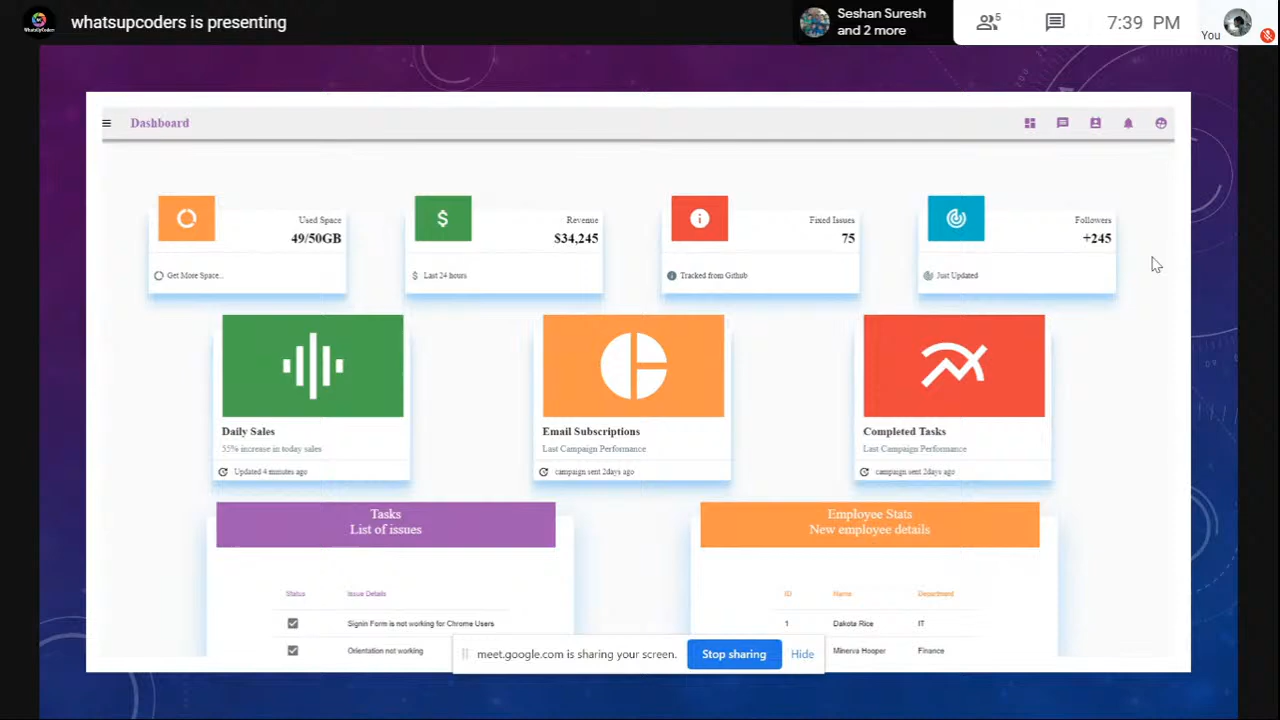 whatsupcoders is presenting
Seshan Suresh
and 2 more
5
7:39 PM
You
Dashboard
Used Space
49/50GB
Get More Space...
Revenue
$34,245
$ Last 24 hours
Fixed Issues
75
Tracked from Github
Followers
+245
Just Updated
Daily Sales
55% increase in today sales
Updated 4 minutes ago
Email Subscriptions
Last Campaign Performance
campaign sent 2days ago
Completed Tasks
Last Campaign Performance
campaign sent 2days ago
Tasks
List of issues
Status Issue Details
Signin Form is not working for Chrome Users
Orientation not working
Employee Stats
New employee details
ID Name Department
1 Dakota Rice IT
Minerva Hooper Finance
meet.google.com is sharing your screen.
Stop sharing
Hide